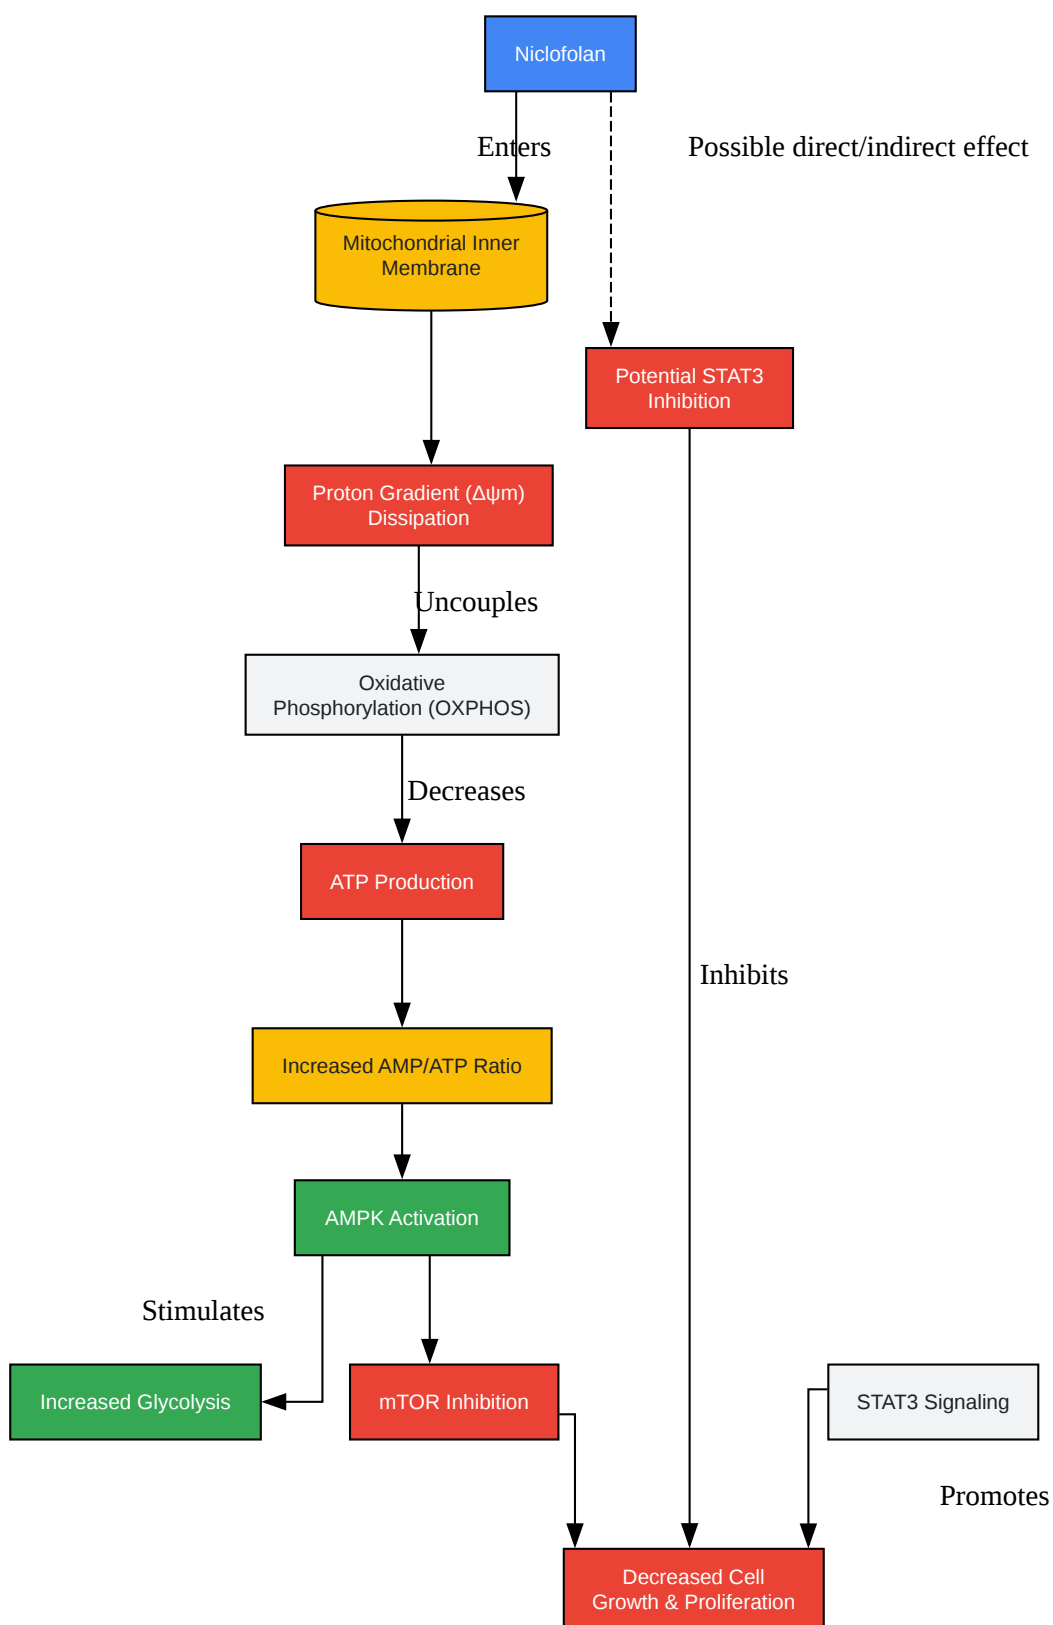 Niclofolan
Enters
Possible direct/indirect effect
Mitochondrial Inner
Membrane
Potential STAT3
Inhibition
Proton Gradient (Δψm)
Dissipation
Uncouples
Oxidative
Phosphorylation (OXPHOS)
Decreases
ATP Production
Inhibits
Increased AMP/ATP Ratio
AMPK Activation
Stimulates
Increased Glycolysis
mTOR Inhibition
STAT3 Signaling
Promotes
Decreased Cell
Growth & Proliferation